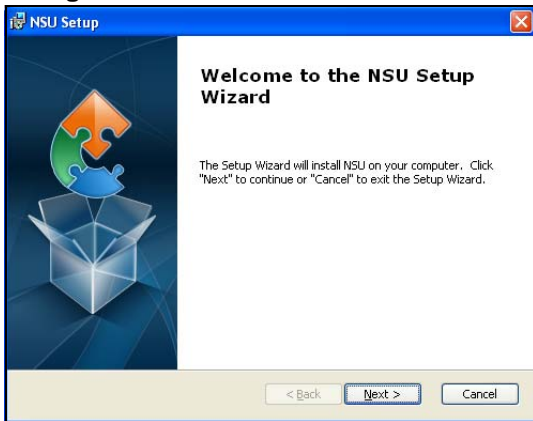 NSU Setup
Welcome to the NSU Setup
Wizard
The Setup Wizard will install NSU on your computer. Click
"Next" to continue or "Cancel" to exit the Setup Wizard.
< Back Next > Cancel